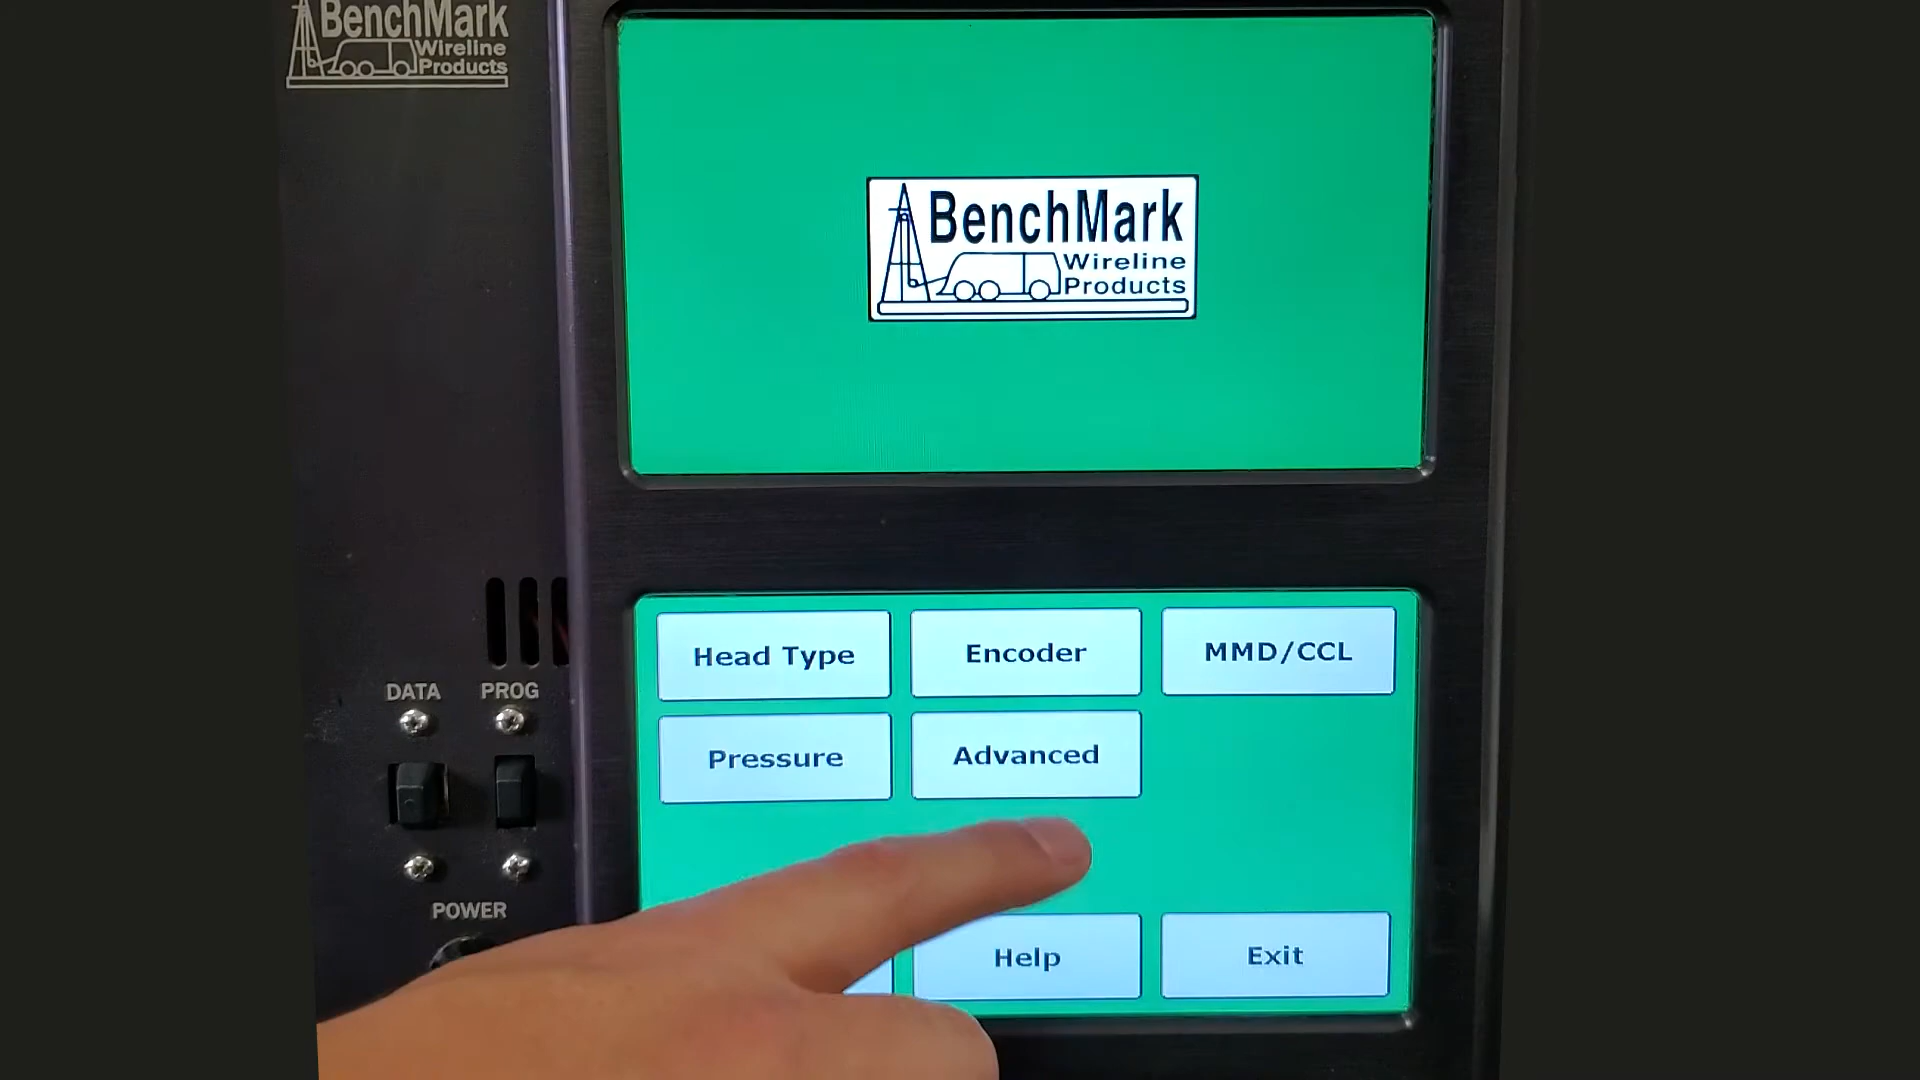 BenchMark
Wireline
Products
BenchMark
Wireline
Products
Head Type
Encoder
MMD/CCL
Pressure
Advanced
DATA
PROG
POWER
Help
Exit